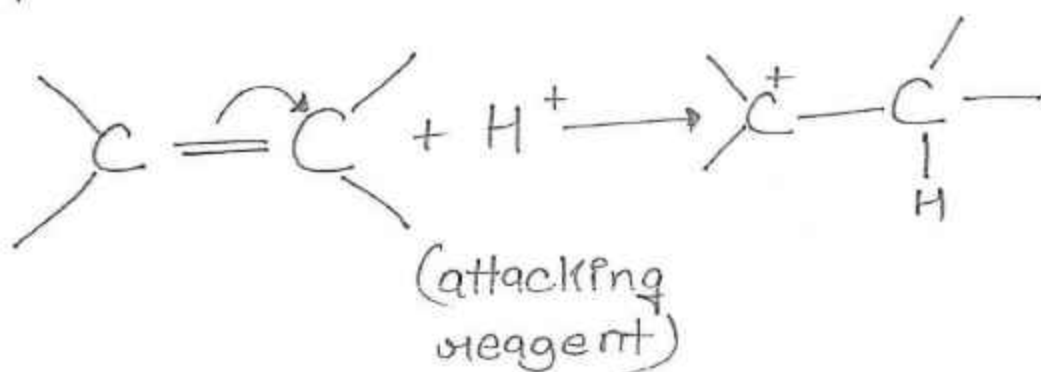 C = C + H⁺ ⟶ C⁺ — C —
H
(attacking
reagent)